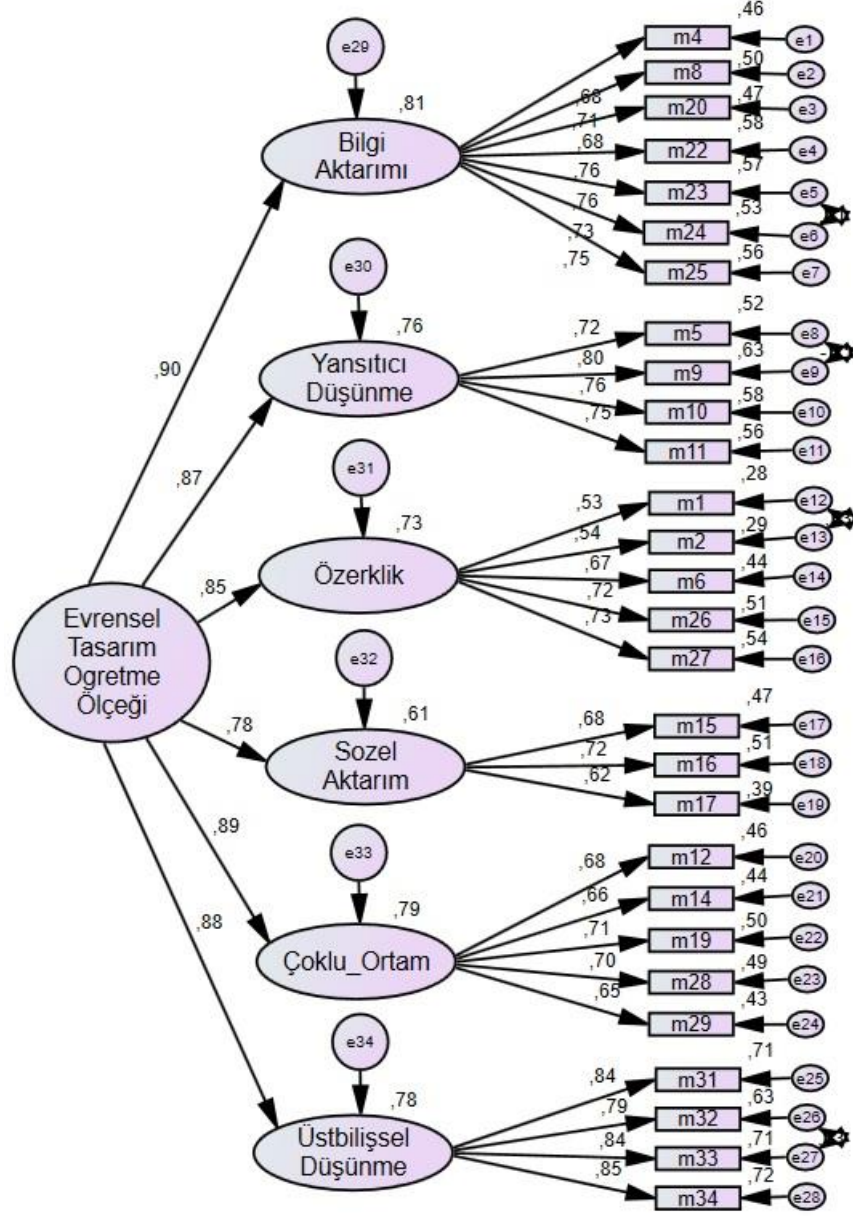 ,46
e29
m4
e1
,50
m8
e2
,81
,68
,47
m20
e3
,71
,58
Bilgi
Aktarımı
,68
m22
e4
,57
,76
m23
e5
,53
,76
m24
e6
,73
,56
,75
m25
e7
e30
,52
,76
,72
m5
e8
,90
Yansıtıcı
Düşünme
,80
,63
m9
e9
,76
,58
m10
e10
,75
,56
m11
e11
,87
e31
,28
,73
,53
m1
e12
,54
,29
m2
e13
,85
Özerklik
,67
,44
m6
e14
,72
,51
m26
e15
,73
,54
m27
e16
Evrensel
Tasarım
Ogretme
Ölçeği
e32
,78
,61
,47
,68
m15
e17
Sozel
Aktarım
,72
,51
m16
e18
,62
,39
m17
e19
,89
e33
,46
,79
,68
m12
e20
,66
,44
m14
e21
,88
Çoklu_Ortam
,71
,50
m19
e22
,70
,49
m28
e23
,65
,43
m29
e24
e34
,71
,78
,84
m31
e25
Üstbilişsel
Düşünme
,79
,63
m32
e26
,84
,71
m33
e27
,85
,72
m34
e28